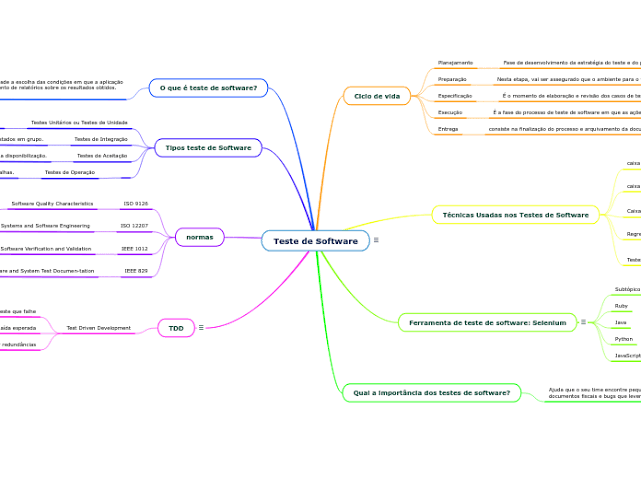 ade a escolha das condições em que a aplicação
nto de relatórios sobre os resultados obtidos.
O que é teste de software?
Testes Unitários ou Testes de Unidade
stados em grupo.
Testes de Integração
a disponibilização.
Testes de Aceitação
alhas.
Testes de Operação
Tipos teste de Software
Software Quality Characteristics
ISO 9126
Systems and Software Engineering
ISO 12207
Software Verification and Validation
IEEE 1012
are and System Test Documen-tation
IEEE 829
normas
este que falhe
saída esperada
r redundâncias
Test Driven Development
TDD
Teste de Software
Ciclo de vida
Planejamento
Fase de desenvolvimento da estratégia do teste e do p
Preparação
Nesta etapa, vai ser assegurado que o ambiente para o
Especificação
É o momento de elaboração e revisão dos casos de te
Execução
É a fase do processo de teste de software em que as açõe
Entrega
consiste na finalização do processo e arquivamento da docu
Técnicas Usadas nos Testes de Software
caixa
caixa
Caixa
Regre
Teste
Ferramenta de teste de software: Selenium
Subtópico
Ruby
Java
Python
JavaScript
Qual a importância dos testes de software?
Ajuda que o seu time encontre pequ
documentos fiscais e bugs que lever